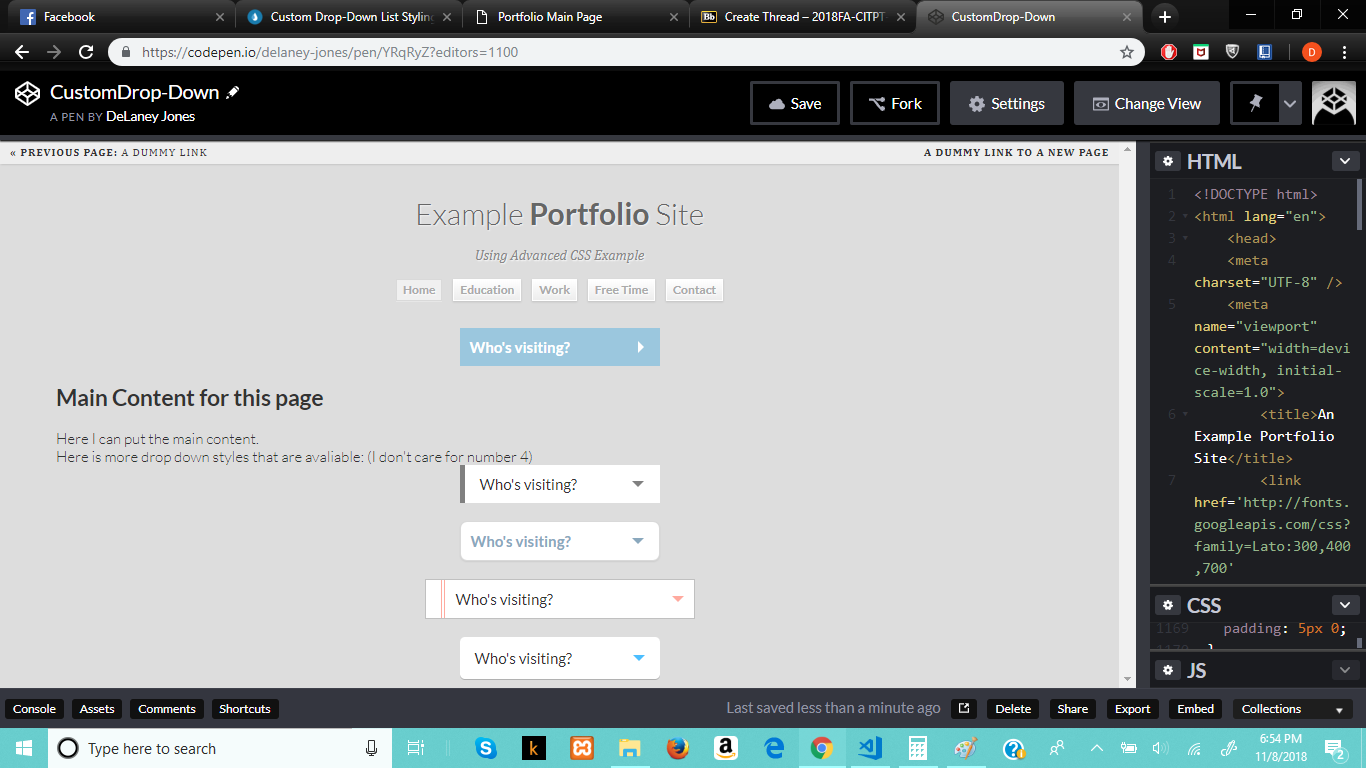 Facebook
Custom Drop-Down List Styling
Portfolio Main Page
Bb Create Thread – 2018FA-CITPT
CustomDrop-Down
https://codepen.io/delaney-jones/pen/YRqRyZ?editors=1100
D
CustomDrop-Down
A PEN BY DeLaney Jones
Save
Fork
Settings
Change View
« PREVIOUS PAGE: A DUMMY LINK
A DUMMY LINK TO A NEW PAGE
Example Portfolio Site
Using Advanced CSS Example
Home
Education
Work
Free Time
Contact
Who's visiting?
Main Content for this page
Here I can put the main content.
Here is more drop down styles that are avaliable: (I don't care for number 4)
Who's visiting?
Who's visiting?
Who's visiting?
Who's visiting?
HTML
1 <!DOCTYPE html>
2 <html lang="en">
3 <head>
4 <meta
charset="UTF-8" />
5 <meta
name="viewport"
content="width=devi
ce-width, initial-
scale=1.0">
6 <title>An
Example Portfolio
Site</title>
7 <link
href='http://fonts.
googleapis.com/css?
family=Lato:300,400
,700'
CSS
1169 padding: 5px 0;
1170 }
JS
Console
Assets
Comments
Shortcuts
Last saved less than a minute ago
Delete
Share
Export
Embed
Collections
Type here to search
k
a
6:54 PM
11/8/2018
2